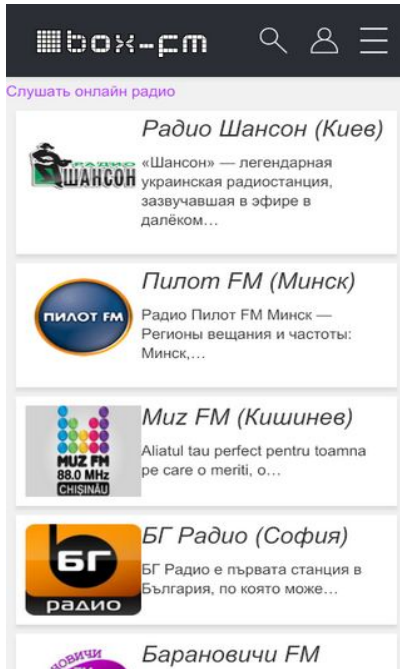 box-fm
Слушать онлайн радио
РАДИО
ШАНСОН
Радио Шансон (Киев)
«Шансон» — легендарная
украинская радиостанция,
зазвучавшая в эфире в
далёком…
ПИЛОТ FM
Пилот FM (Минск)
Радио Пилот FM Минск —
Регионы вещания и частоты:
Минск,…
MUZ FM
88.0 MHz
CHIȘINĂU
Muz FM (Кишинев)
Aliatul tau perfect pentru toamna
pe care o meriti, o…
БГ
радио
БГ Радио (София)
БГ Радио е първата станция в
България, по която може…
Барановичи FM